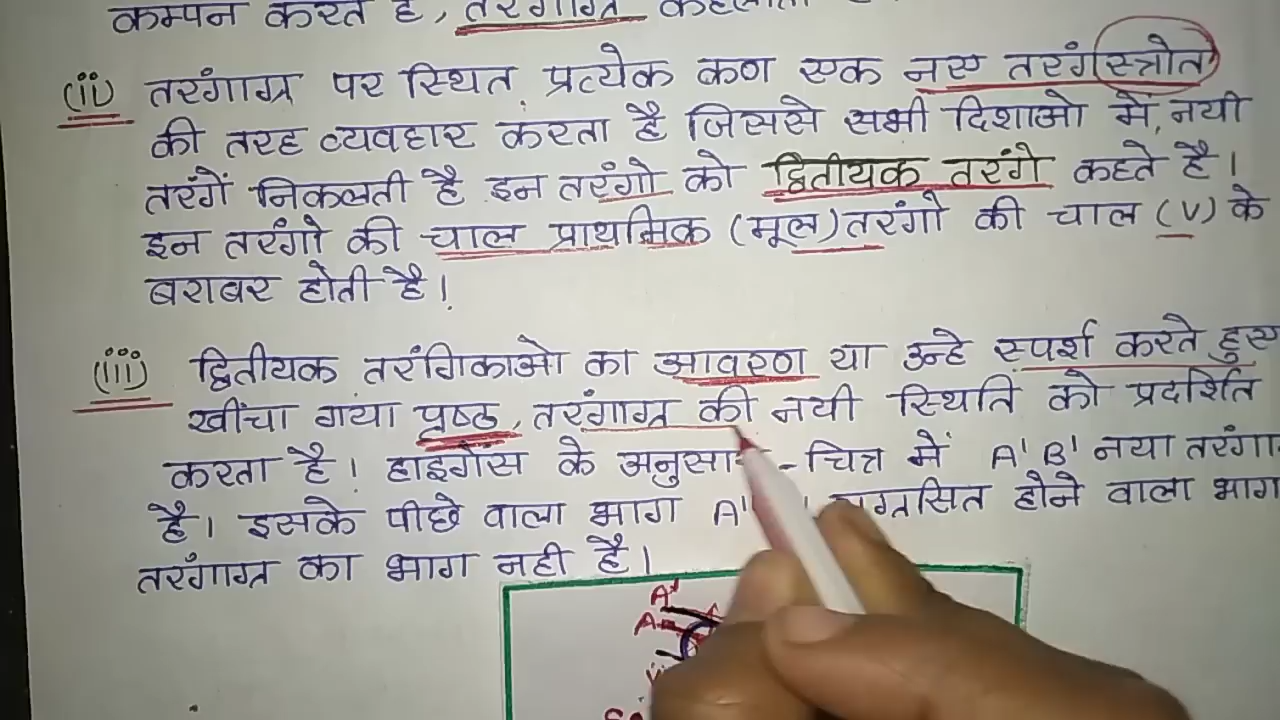 कम्पन करते है, तरंगाग्र कहलाता
(ii) तरंगाग्र पर स्थित प्रत्येक कण एक नए तरंगस्त्रोत
की तरह व्यवहार करता है जिससे सभी दिशाओ में, नयी
तरंगें निकलती है इन तरंगो को द्वितीयक तरंगे कहते है।
इन तरंगो की चाल प्राथमिक (मूल) तरंगो की चाल (v) के
बराबर होती है।
(iii) द्वितीयक तरंगिकाओ का आवरण या उन्हे स्पर्श करते हुए
खींचा गया प्रष्ठ, तरंगाग्र की नयी स्थिति को प्रदर्शित
करता है। हाइगेंस के अनुसार - चित्र में A' B' नया तरंगा
है। इसके पीछे वाला भाग A' होने वाला भाग
तरंगाग्र का भाग नही है।
A'
A